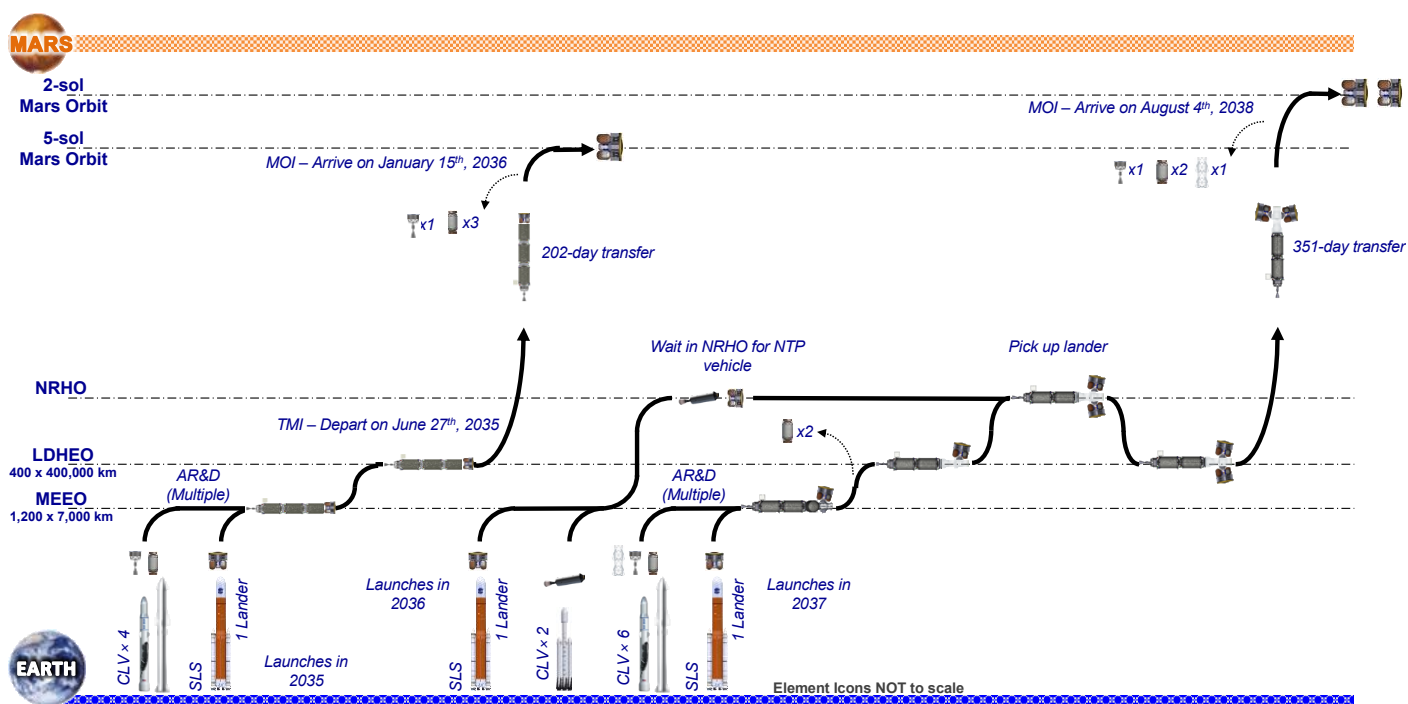 MARS
2-sol
Mars Orbit
MOI – Arrive on August 4th, 2038
5-sol
Mars Orbit
MOI – Arrive on January 15th, 2036
x1
x2
x1
x1
x3
202-day transfer
351-day transfer
Wait in NRHO for NTP
vehicle
Pick up lander
NRHO
TMI – Depart on June 27th, 2035
x2
LDHEO
400 x 400,000 km
AR&D
(Multiple)
AR&D
(Multiple)
MEEO
1,200 x 7,000 km
CLV × 4
SLS
1 Lander
Launches in
2035
Launches in
2036
SLS
1 Lander
CLV × 2
CLV × 6
SLS
1 Lander
Launches in
2037
EARTH
Element Icons NOT to scale